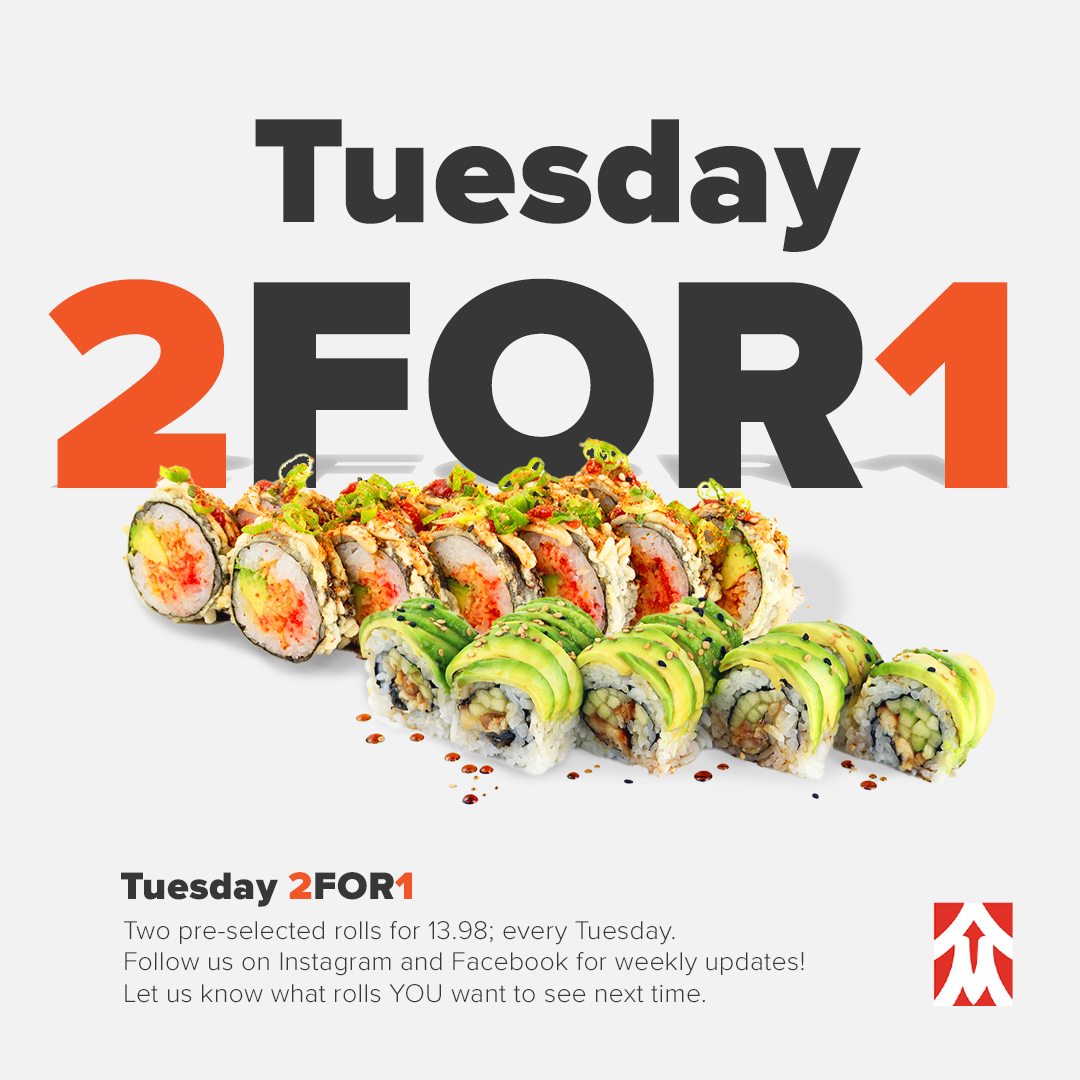 Tuesday
2FOR1
Tuesday 2FOR1
Two pre-selected rolls for 13.98; every Tuesday.
Follow us on Instagram and Facebook for weekly updates!
Let us know what rolls YOU want to see next time.